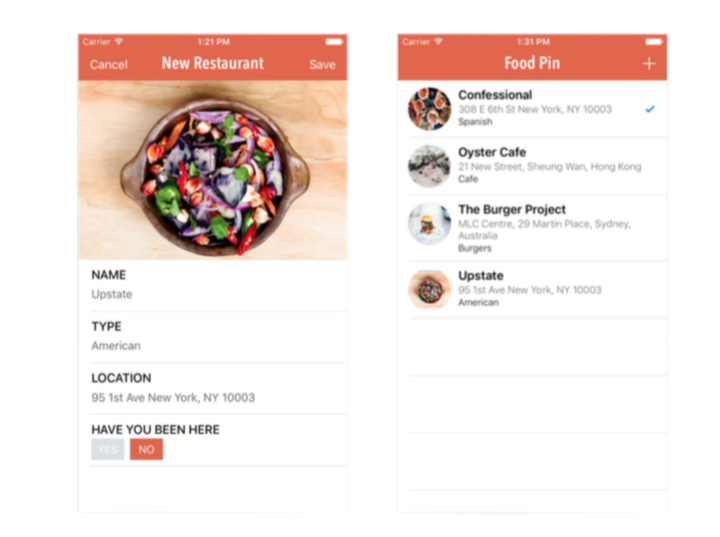 Carrier 1:21 PM
Cancel New Restaurant Save
NAME
Upstate
TYPE
American
LOCATION
95 1st Ave New York, NY 10003
HAVE YOU BEEN HERE
YES NO
Carrier 1:31 PM
Food Pin +
Confessional
308 E 6th St New York, NY 10003
Spanish
Oyster Cafe
21 New Street, Sheung Wan, Hong Kong
Cafe
The Burger Project
MLC Centre, 29 Martin Place, Sydney,
Australia
Burgers
Upstate
95 1st Ave New York, NY 10003
American